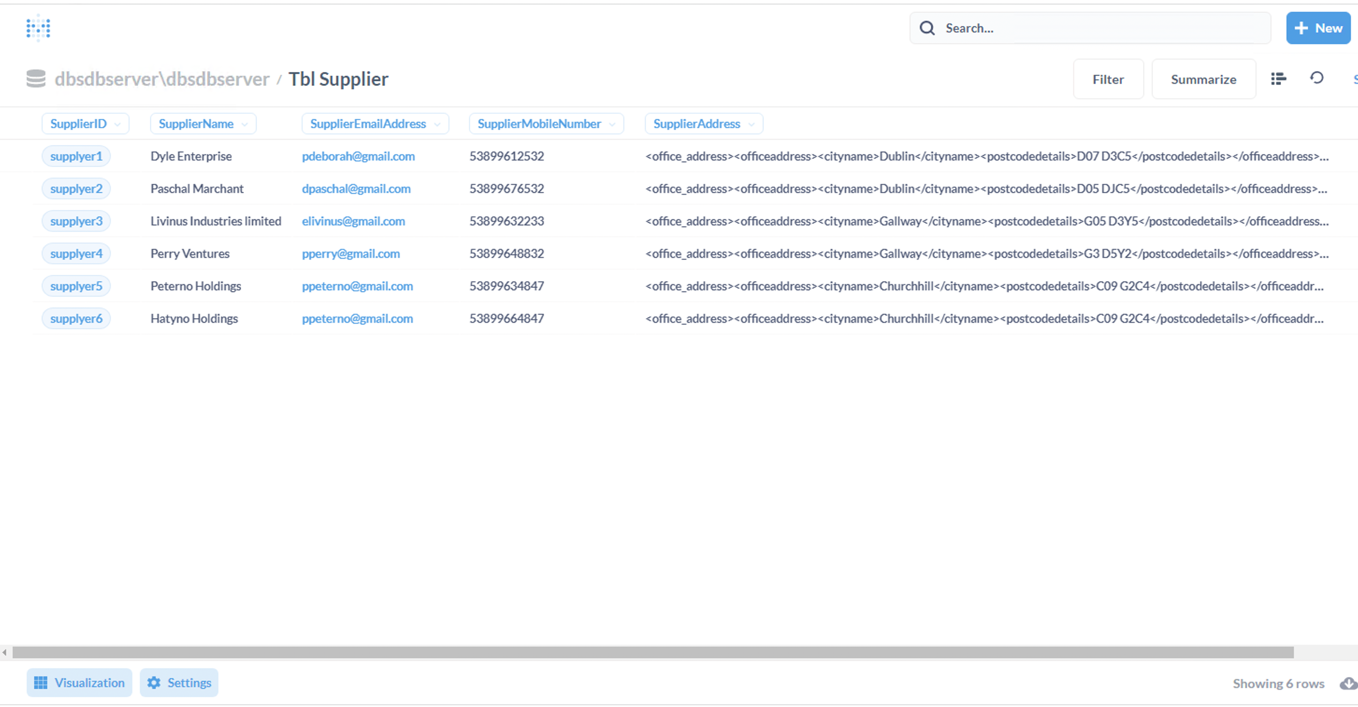 Search...
+ New
dbsdbserver\dbsdbserver / Tbl Supplier
Filter Summarize
SupplierID SupplierName SupplierEmailAddress SupplierMobileNumber SupplierAddress
supplyer1 Dyle Enterprise pdeborah@gmail.com 53899612532 <office_address><officeaddress><cityname>Dublin</cityname><postcodedetails>D07 D3C5</postcodedetails></officeaddress>...
supplyer2 Paschal Marchant dpaschal@gmail.com 53899676532 <office_address><officeaddress><cityname>Dublin</cityname><postcodedetails>D05 DJC5</postcodedetails></officeaddress>...
supplyer3 Livinus Industries limited elivinus@gmail.com 53899632233 <office_address><officeaddress><cityname>Gallway</cityname><postcodedetails>G05 D3Y5</postcodedetails></officeaddress...
supplyer4 Perry Ventures pperry@gmail.com 53899648832 <office_address><officeaddress><cityname>Gallway</cityname><postcodedetails>G3 D5Y2</postcodedetails></officeaddress>...
supplyer5 Peterno Holdings ppeterno@gmail.com 53899634847 <office_address><officeaddress><cityname>Churchhill</cityname><postcodedetails>C09 G2C4</postcodedetails></officeaddr...
supplyer6 Hatyno Holdings ppeterno@gmail.com 53899664847 <office_address><officeaddress><cityname>Churchhill</cityname><postcodedetails>C09 G2C4</postcodedetails></officeaddr...
Visualization Settings Showing 6 rows